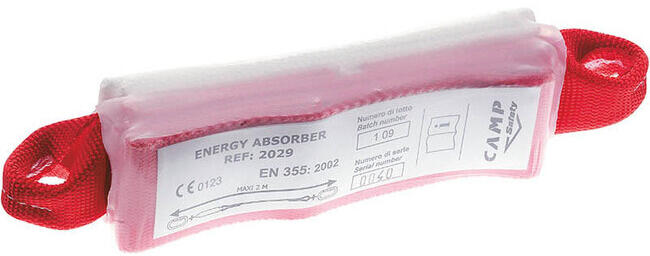 ENERGY ABSORBER
REF: 2029
EN 355: 2002
CE 0123
MAXI 2 M
Numero di lotto
Batch number
1.09
Numero di serie
Serial number
0040
CAMP
Safety